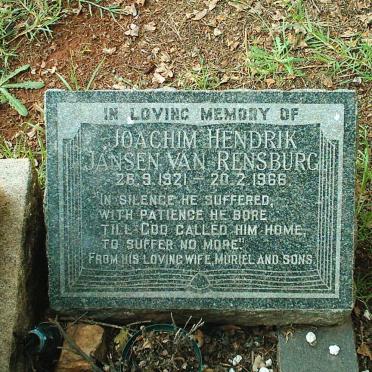 IN LOVING MEMORY OF
JOACHIM HENDRIK
JANSEN VAN RENSBURG
26.9.1921 - 20.2.1966
"IN SILENCE HE SUFFERED,
WITH PATIENCE HE BORE
TILL GOD CALLED HIM HOME,
TO SUFFER NO MORE".
FROM HIS LOVING WIFE, MURIEL AND SONS.